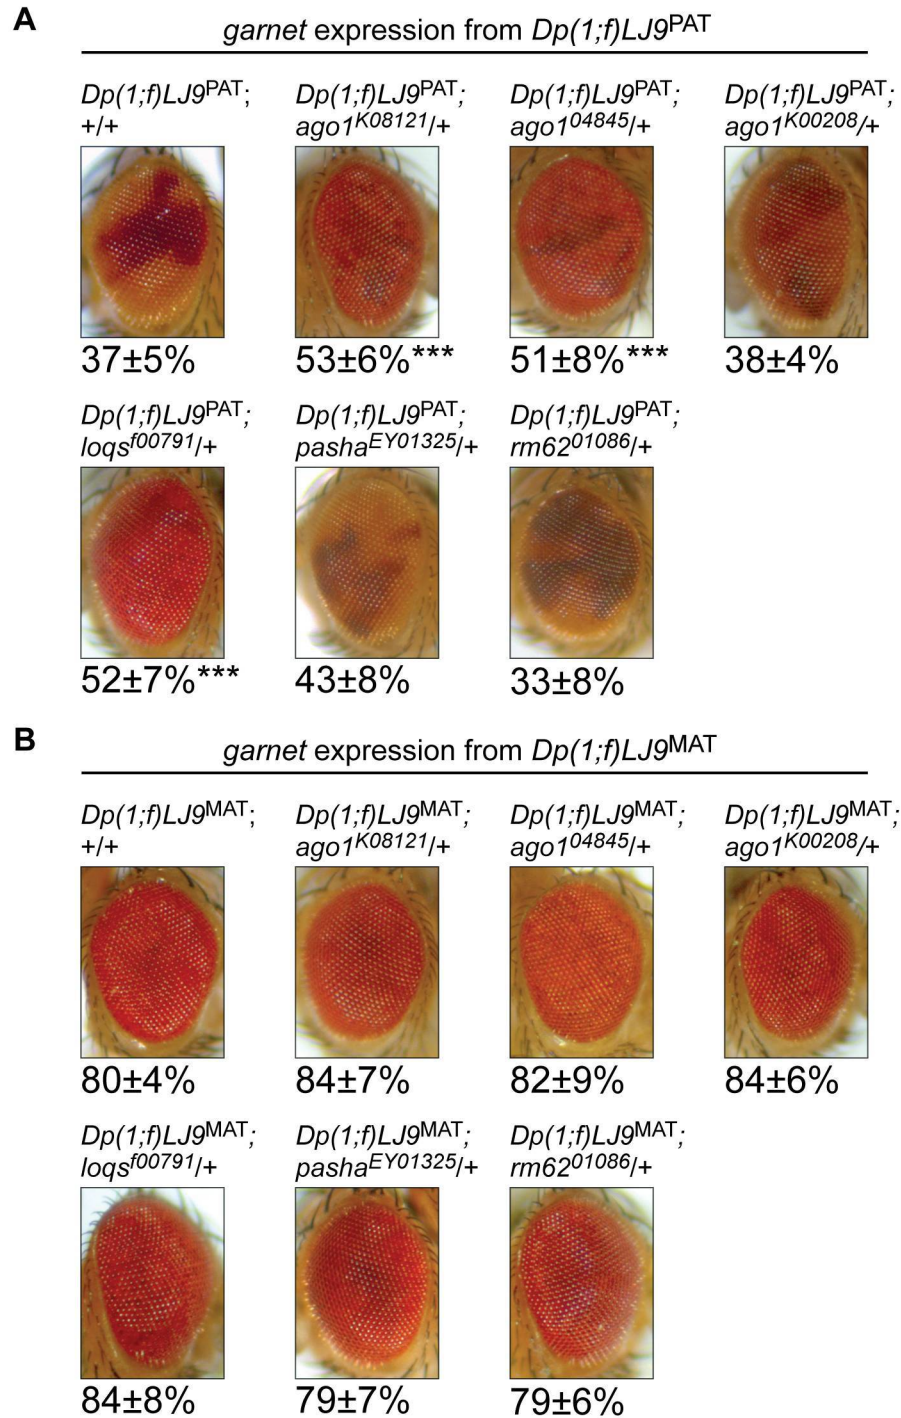 A
garnet expression from Dp(1;f)LJ9PAT
Dp(1;f)LJ9PAT; Dp(1;f)LJ9PAT; Dp(1;f)LJ9PAT; Dp(1;f)LJ9PAT;
+/+ ago1K08121/+ ago104845/+ ago1K00208/+
37±5% 53±6%*** 51±8%*** 38±4%
Dp(1;f)LJ9PAT; Dp(1;f)LJ9PAT; Dp(1;f)LJ9PAT;
loqsf00791/+ pashaEY01325/+ rm6201086/+
52±7%*** 43±8% 33±8%
B
garnet expression from Dp(1;f)LJ9MAT
Dp(1;f)LJ9MAT; Dp(1;f)LJ9MAT; Dp(1;f)LJ9MAT; Dp(1;f)LJ9MAT;
+/+ ago1K08121/+ ago104845/+ ago1K00208/+
80±4% 84±7% 82±9% 84±6%
Dp(1;f)LJ9MAT; Dp(1;f)LJ9MAT; Dp(1;f)LJ9MAT;
loqsf00791/+ pashaEY01325/+ rm6201086/+
84±8% 79±7% 79±6%